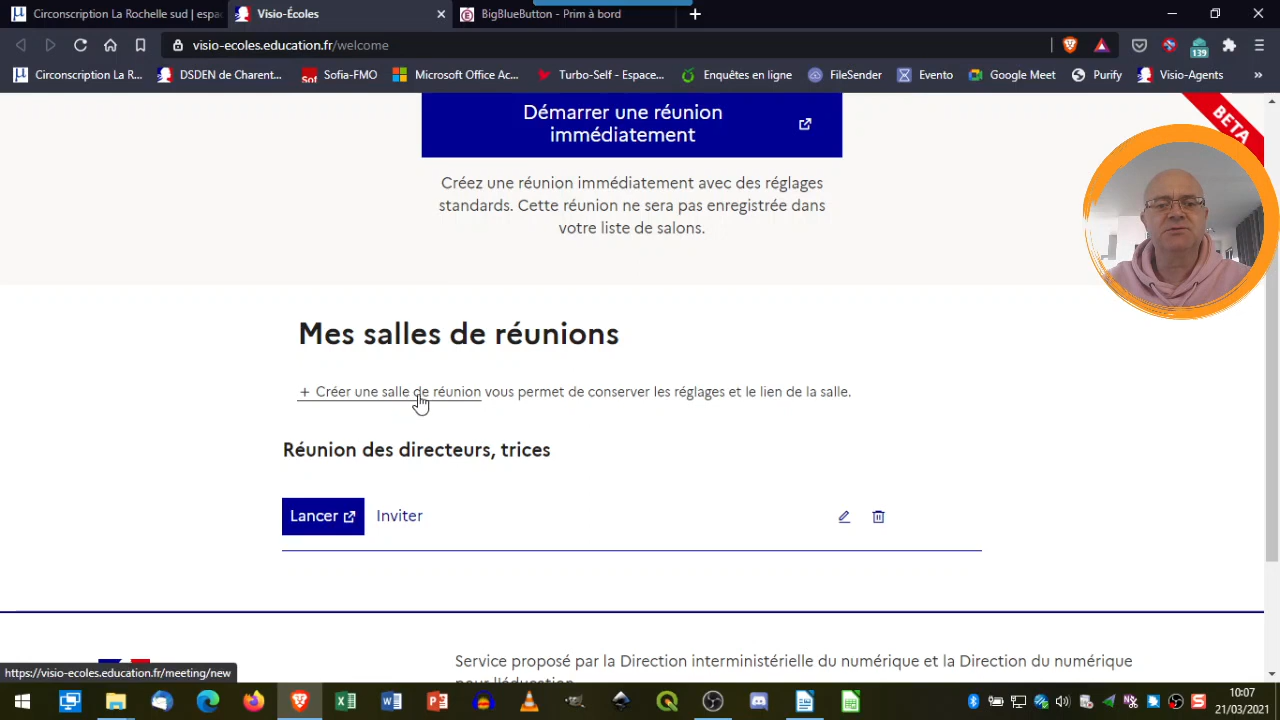 Circonscription La Rochelle sud | espa
Visio-Écoles
BigBlueButton - Prim à bord
visio-ecoles.education.fr/welcome
139
Circonscription La R...
DSDEN de Charent...
Sofia-FMO
Microsoft Office Ac...
Turbo-Self - Espace...
Enquêtes en ligne
FileSender
Evento
Google Meet
Purify
Visio-Agents
»
BETA
Démarrer une réunion
immédiatement
Créez une réunion immédiatement avec des réglages
standards. Cette réunion ne sera pas enregistrée dans
votre liste de salons.
Mes salles de réunions
+ Créer une salle de réunion vous permet de conserver les réglages et le lien de la salle.
Réunion des directeurs, trices
Lancer
Inviter
Service proposé par la Direction interministérielle du numérique et la Direction du numérique
pour l'éducation
https://visio-ecoles.education.fr/meeting/new
10:07
21/03/2021